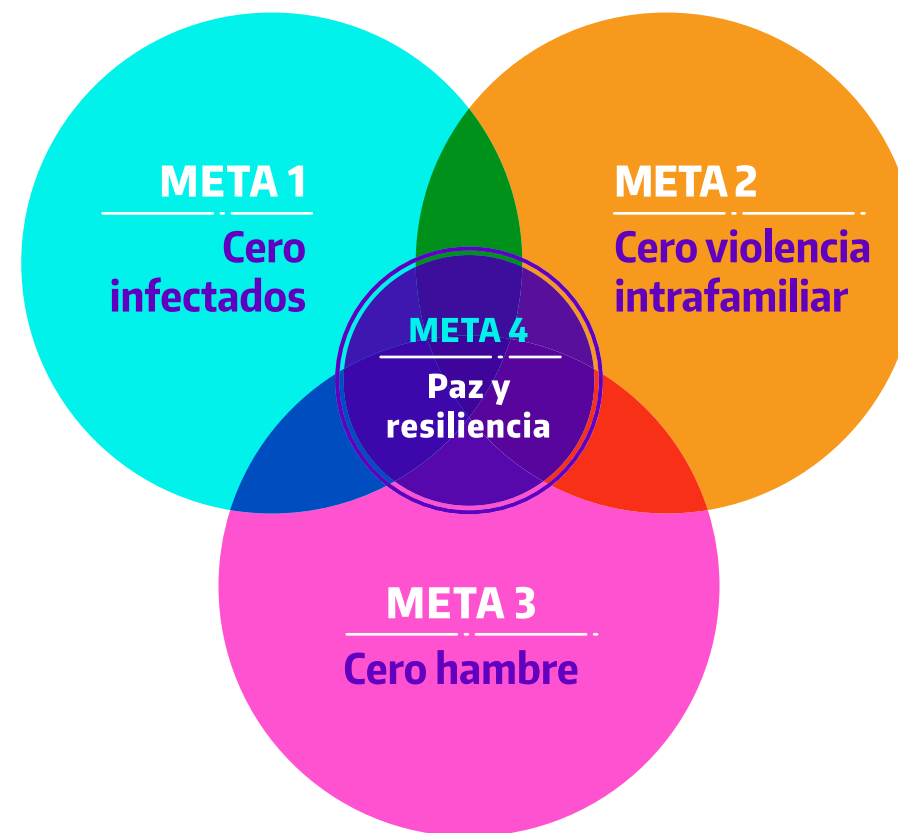 META 1
Cero
infectados
META 2
Cero violencia
intrafamiliar
META 4
Paz y
resiliencia
META 3
Cero hambre